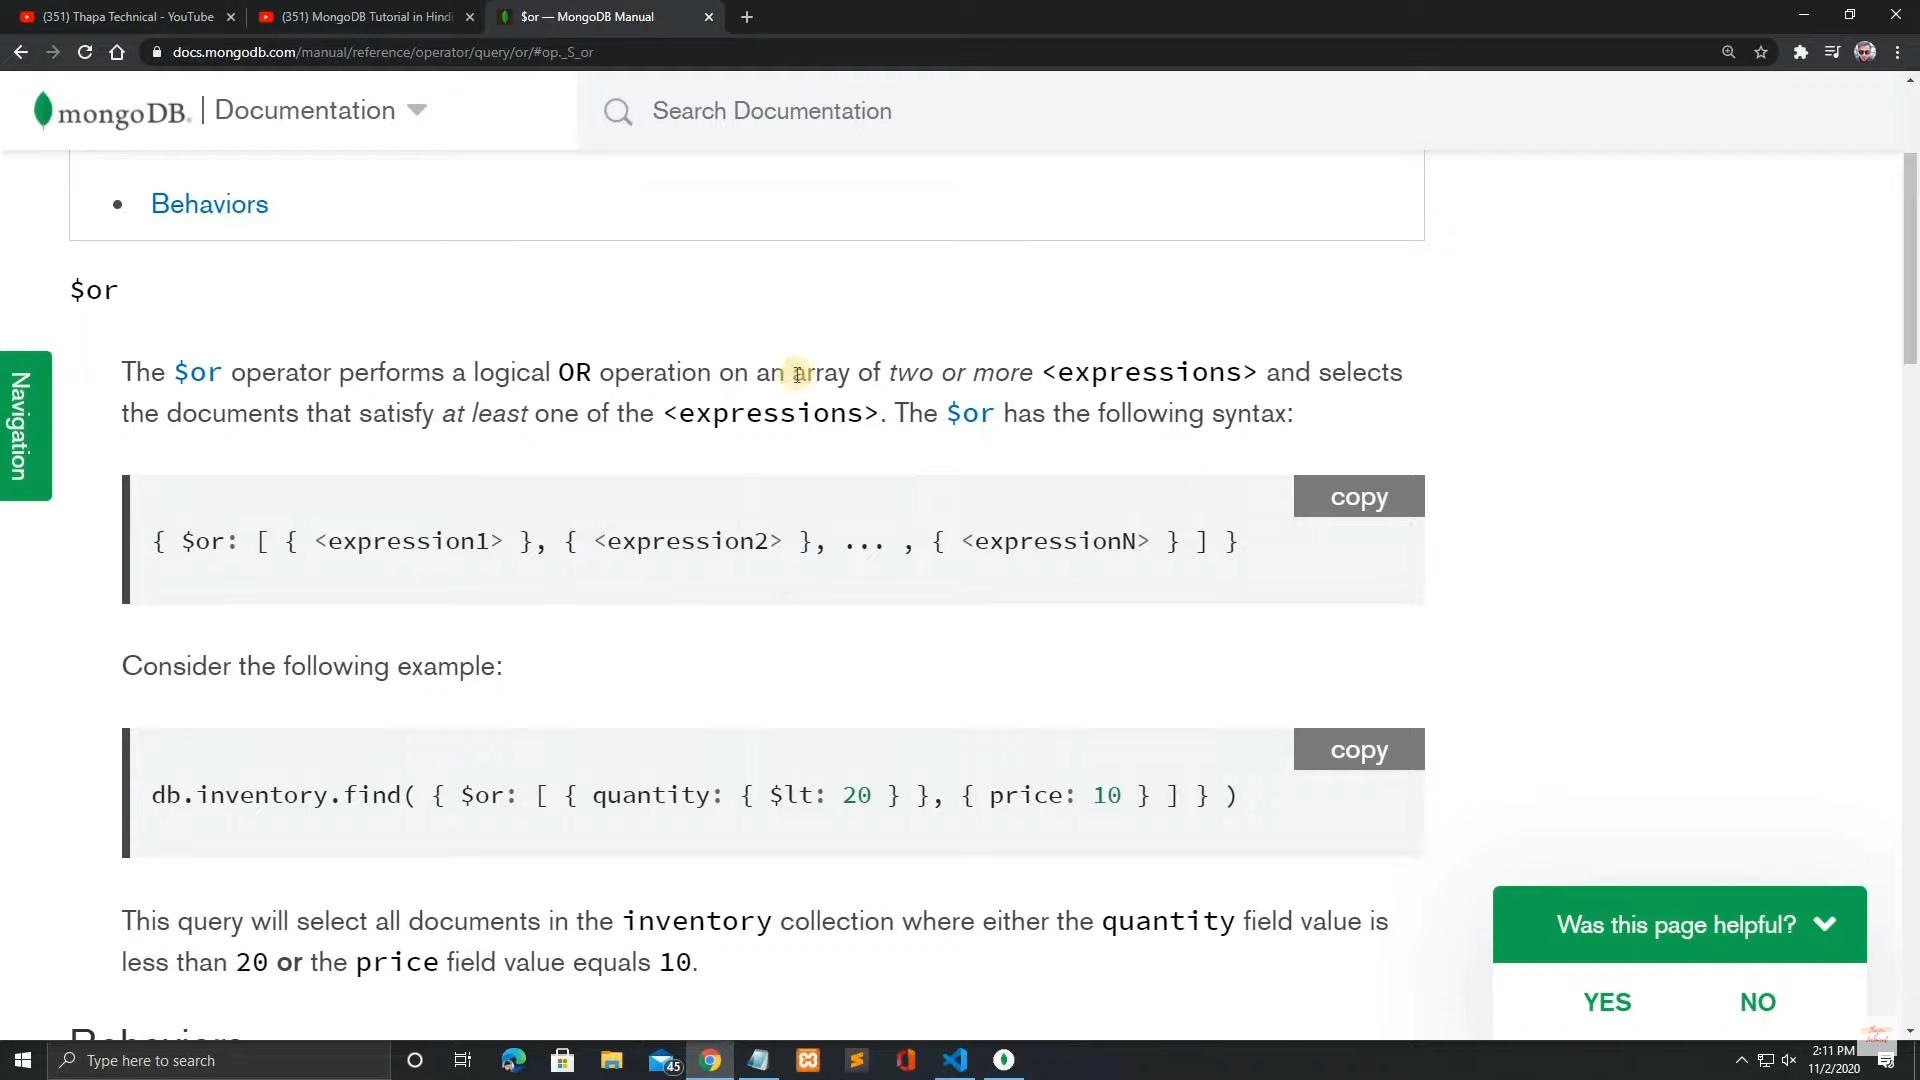 (351) Thapa Technical - YouTube
(351) MongoDB Tutorial in Hindi
$or — MongoDB Manual
docs.mongodb.com/manual/reference/operator/query/or/#op._S_or
mongoDB. | Documentation
Search Documentation
Behaviors
$or
Navigation
The $or operator performs a logical OR operation on an array of two or more <expressions> and selects
the documents that satisfy at least one of the <expressions>. The $or has the following syntax:
copy
{ $or: [ { <expression1> }, { <expression2> }, ... , { <expressionN> } ] }
Consider the following example:
copy
db.inventory.find( { $or: [ { quantity: { $lt: 20 } }, { price: 10 } ] } )
This query will select all documents in the inventory collection where either the quantity field value is
less than 20 or the price field value equals 10.
Was this page helpful?
YES NO
Behaviors
Type here to search
45
2:11 PM
11/2/2020